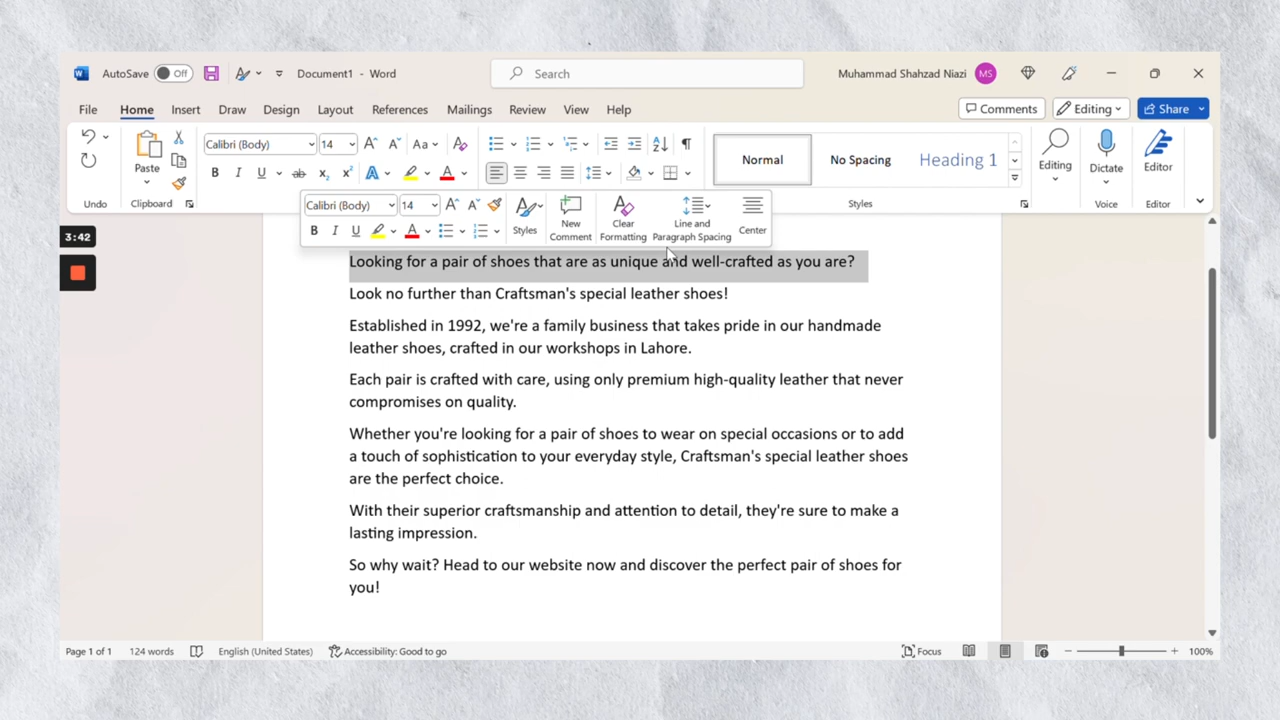 AutoSave Off Document1 - Word Search Muhammad Shahzad Niazi MS
File Home Insert Draw Design Layout References Mailings Review View Help Comments Editing Share
Calibri (Body) 14 Aa
Paste Normal No Spacing Heading 1 Editing Dictate Editor
B I U ab x₂ x² A A
Undo Clipboard Styles Voice Editor
Calibri (Body) 14 Styles New Comment Clear Formatting Line and Paragraph Spacing Center
B I U A
3:42
Looking for a pair of shoes that are as unique and well-crafted as you are?
Look no further than Craftsman's special leather shoes!
Established in 1992, we're a family business that takes pride in our handmade
leather shoes, crafted in our workshops in Lahore.
Each pair is crafted with care, using only premium high-quality leather that never
compromises on quality.
Whether you're looking for a pair of shoes to wear on special occasions or to add
a touch of sophistication to your everyday style, Craftsman's special leather shoes
are the perfect choice.
With their superior craftsmanship and attention to detail, they're sure to make a
lasting impression.
So why wait? Head to our website now and discover the perfect pair of shoes for
you!
Page 1 of 1 124 words English (United States) Accessibility: Good to go Focus 100%